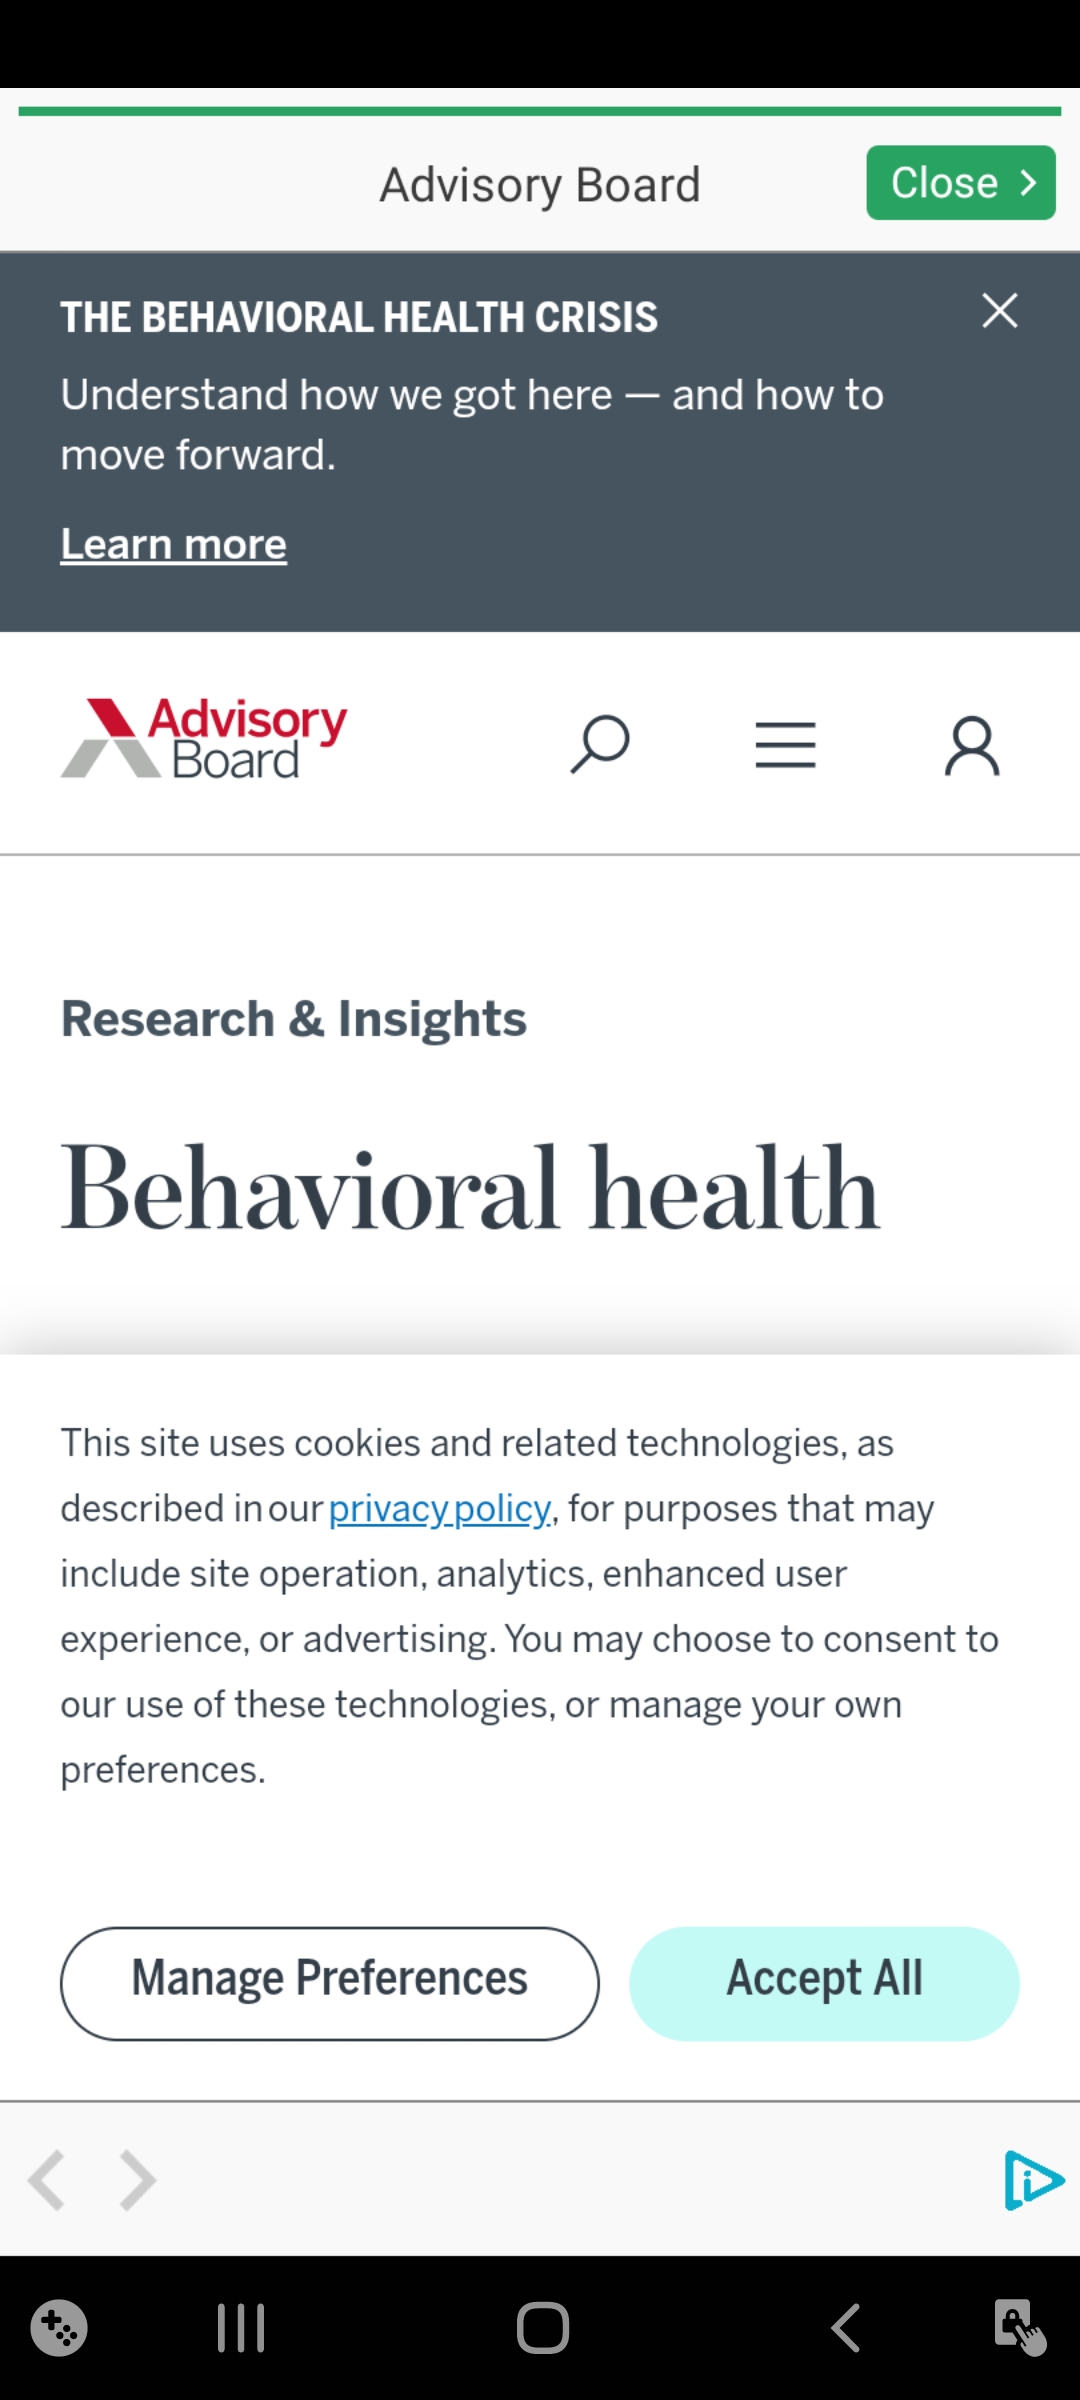 Advisory Board
Close
THE BEHAVIORAL HEALTH CRISIS
Understand how we got here — and how to
move forward.
Learn more
Advisory
Board
Research & Insights
Behavioral health
This site uses cookies and related technologies, as
described in our privacy policy, for purposes that may
include site operation, analytics, enhanced user
experience, or advertising. You may choose to consent to
our use of these technologies, or manage your own
preferences.
Manage Preferences
Accept All